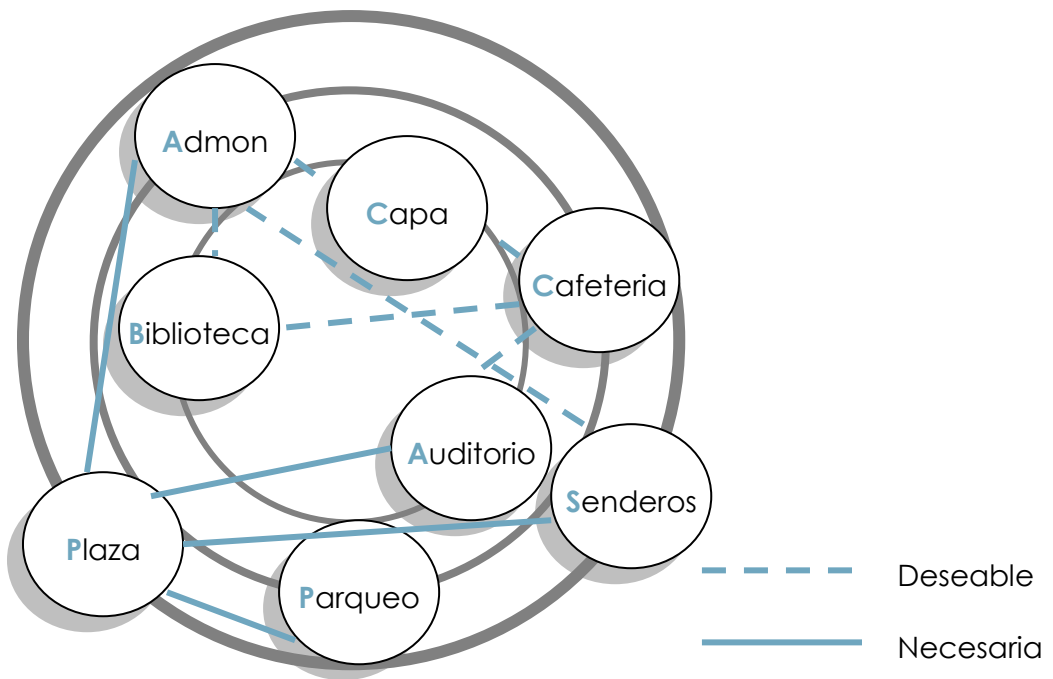 Admon
Capa
Cafeteria
Biblioteca
Auditorio
Senderos
Plaza
Parqueo
Deseable
Necesaria